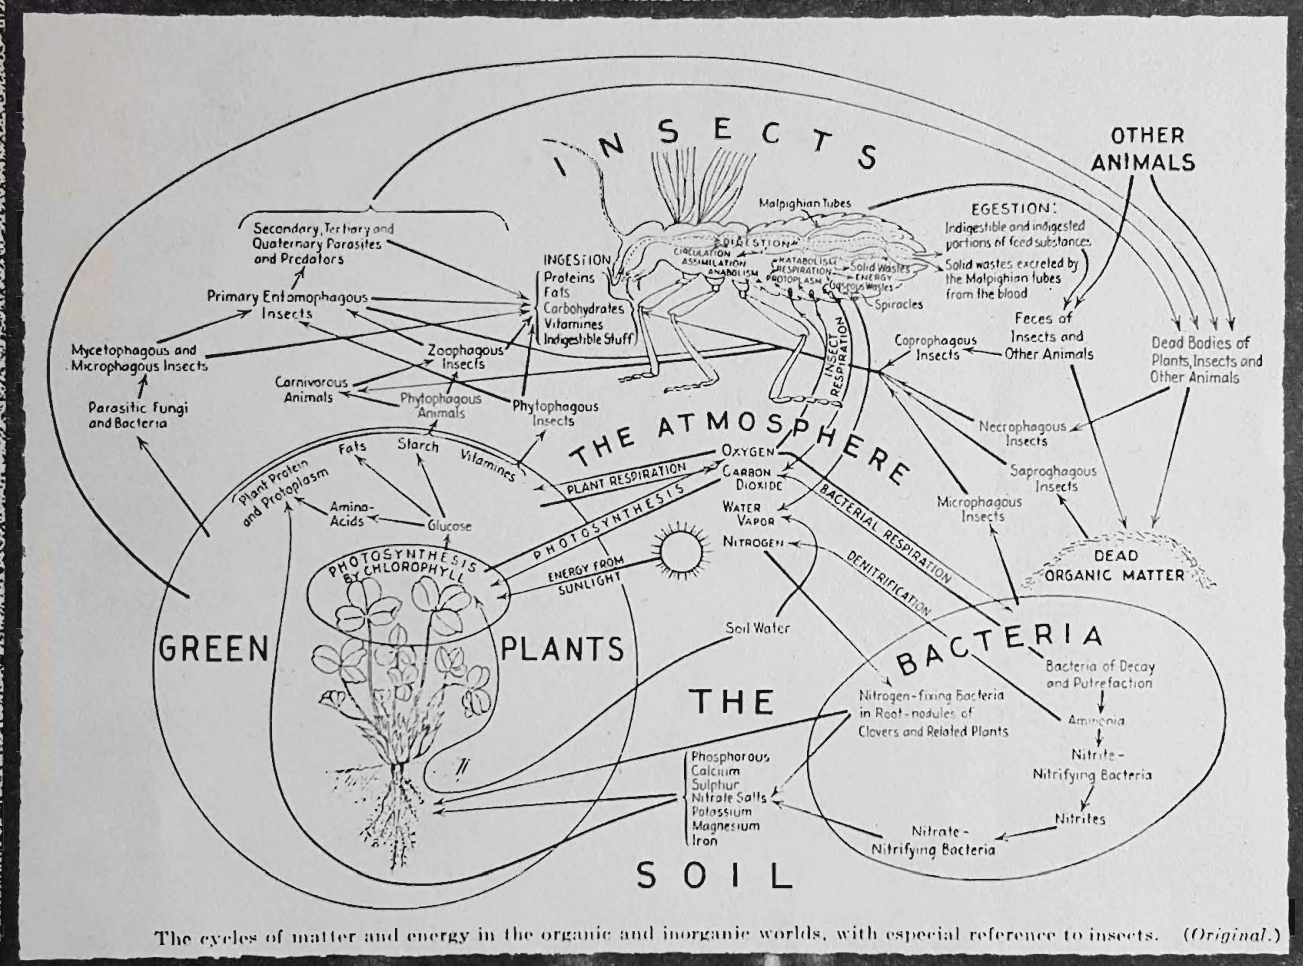 INSECTS
OTHER
ANIMALS
Malpighian Tubes
EGESTION:
Indigestible and indigested
portions of feed substances
Solid wastes excreted by
the Malpighian tubes
from the blood
Secondary, Tertiary and
Quaternary Parasites
and Predators
INGESTION
Proteins
Fats
Carbohydrates
Vitamines
Indigestible Stuff
DIGESTION
CIRCULATION
ASSIMILATION
ANABOLISM
KATABOLISM
RESPIRATION
PROTOPLASM
Solid Wastes
ENERGY
Gaseous Wastes
Spiracles
INSECT
RESPIRATION
Primary Entomophagous
Insects
Mycetophagous and
Microphagous Insects
Zoophagous
Insects
Carnivorous
Animals
Phytophagous
Animals
Phytophagous
Insects
Parasitic Fungi
and Bacteria
Coprophagous
Insects
Feces of
Insects and
Other Animals
Dead Bodies of
Plants, Insects and
Other Animals
Necrophagous
Insects
Saproghagous
Insects
Microphagous
Insects
DEAD
ORGANIC MATTER
THE ATMOSPHERE
OXYGEN
CARBON
DIOXIDE
WATER
VAPOR
NITROGEN
PLANT RESPIRATION
PHOTOSYNTHESIS
ENERGY FROM
SUNLIGHT
BACTERIAL RESPIRATION
DENITRIFICATION
Plant Protein
and Protoplasm
Fats
Starch
Vitamines
Amino-
Acids
Glucose
PHOTOSYNTHESIS
BY CHLOROPHYLL
GREEN PLANTS
Soil Water
BACTERIA
Bacteria of Decay
and Putrefaction
Ammonia
Nitrite-
Nitrifying Bacteria
Nitrites
Nitrate-
Nitrifying Bacteria
Nitrogen-fixing Bacteria
in Root-nodules of
Clovers and Related Plants
THE
Phosphorous
Calcium
Sulphur
Nitrate Salts
Potassium
Magnesium
Iron
SOIL
The cycles of matter and energy in the organic and inorganic worlds, with especial reference to insects. (Original.)